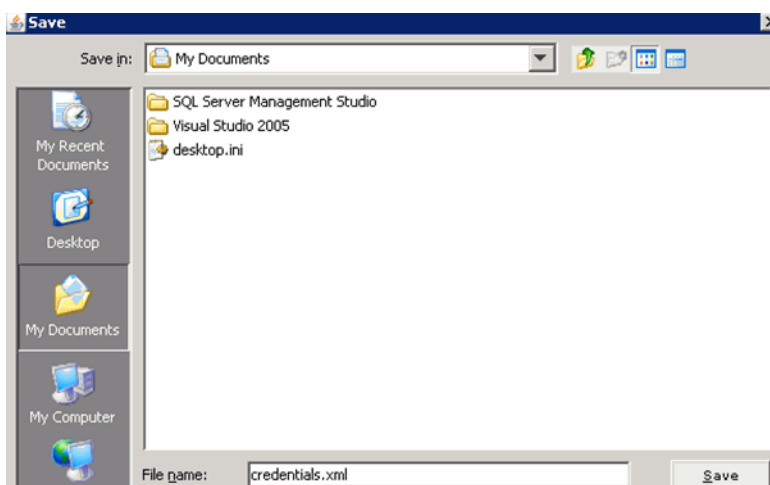 Save
Save in: My Documents
SQL Server Management Studio
Visual Studio 2005
desktop.ini
My Recent
Documents
Desktop
My Documents
My Computer
File name: credentials.xml
Save